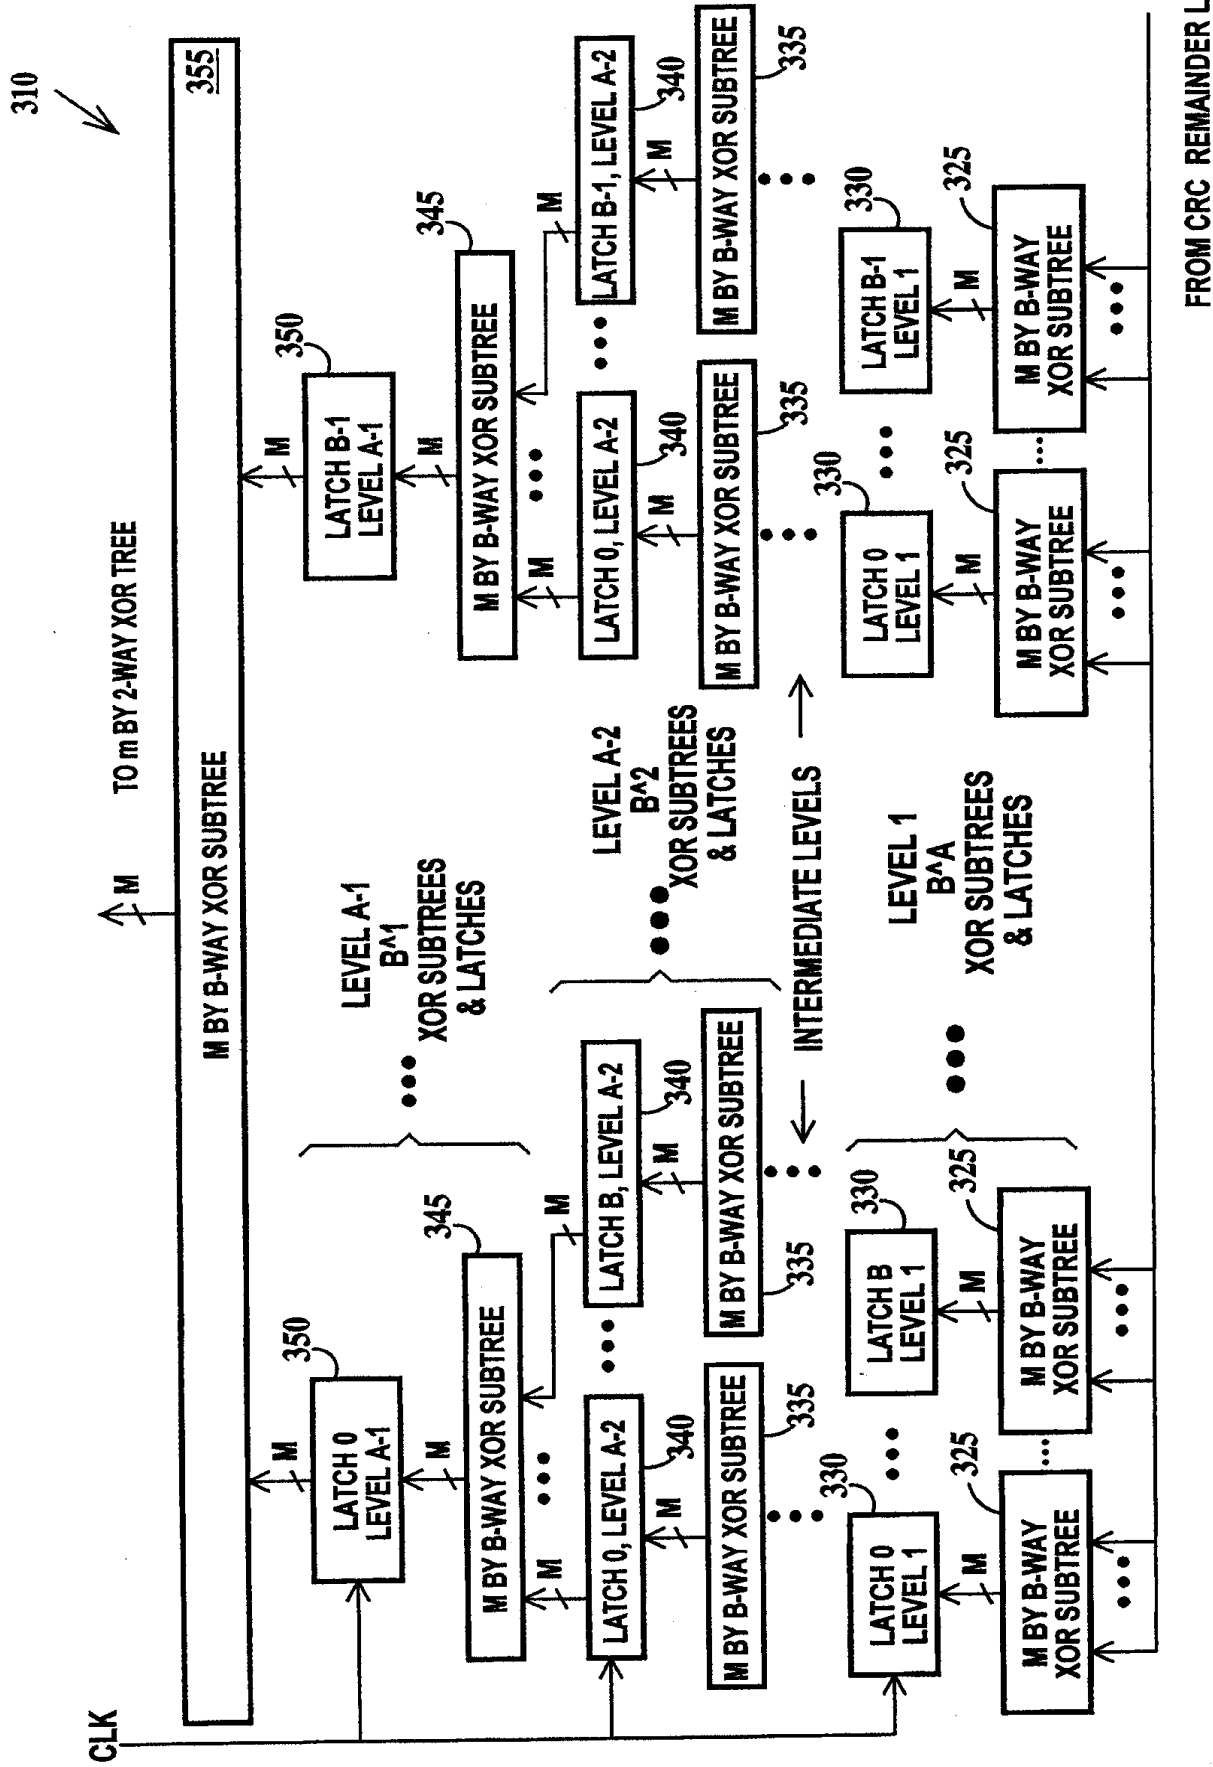 310
TO m BY 2-WAY XOR TREE
M
CLK
M BY B-WAY XOR SUBTREE
355
M
M
350
350
LATCH 0
LEVEL A-1
LEVEL A-1
B^1
XOR SUBTREES
& LATCHES
LATCH B-1
LEVEL A-1
M
M
345
345
M BY B-WAY XOR SUBTREE
M BY B-WAY XOR SUBTREE
M
M
M
M
LATCH 0, LEVEL A-2
LATCH B, LEVEL A-2
LEVEL A-2
B^2
XOR SUBTREES
& LATCHES
LATCH 0, LEVEL A-2
LATCH B-1, LEVEL A-2
340
340
340
340
M
M
M
M
M BY B-WAY XOR SUBTREE
M BY B-WAY XOR SUBTREE
M BY B-WAY XOR SUBTREE
M BY B-WAY XOR SUBTREE
335
335
335
335
INTERMEDIATE LEVELS
330
330
330
330
LATCH 0
LEVEL 1
LATCH B
LEVEL 1
LEVEL 1
B^A
XOR SUBTREES
& LATCHES
LATCH 0
LEVEL 1
LATCH B-1
LEVEL 1
M
M
M
M
325
325
325
325
M BY B-WAY
XOR SUBTREE
M BY B-WAY
XOR SUBTREE
M BY B-WAY
XOR SUBTREE
M BY B-WAY
XOR SUBTREE
FROM CRC REMAINDER L